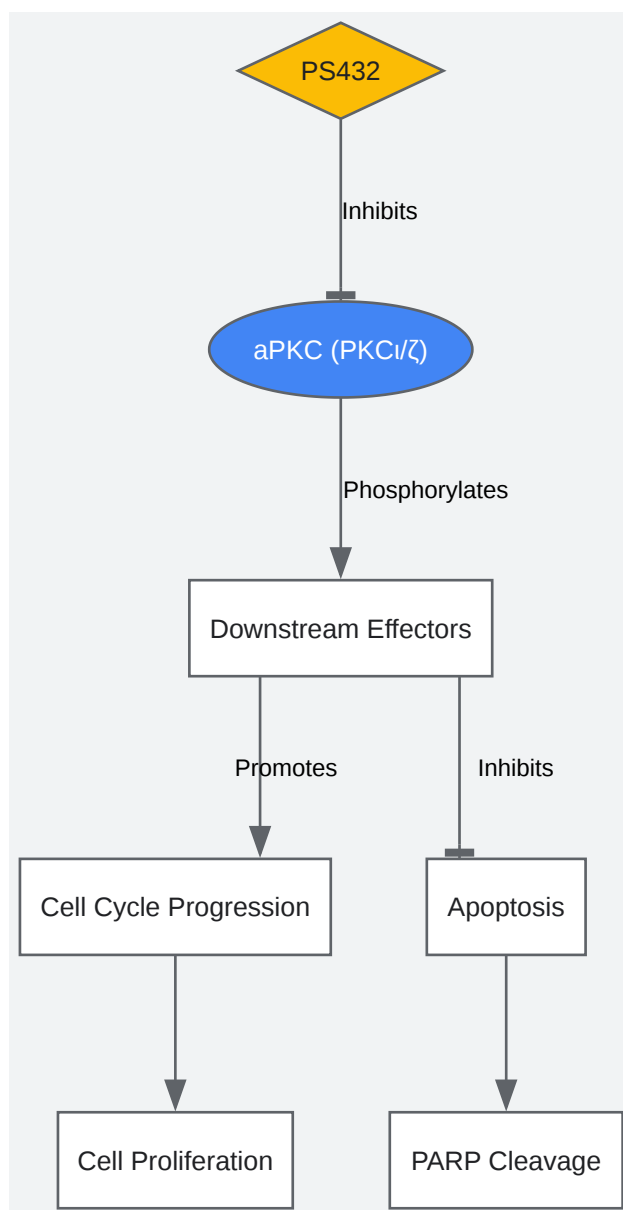 PS432
Inhibits
aPKC (PKCι/ζ)
Phosphorylates
Downstream Effectors
Promotes
Inhibits
Cell Cycle Progression
Apoptosis
Cell Proliferation
PARP Cleavage